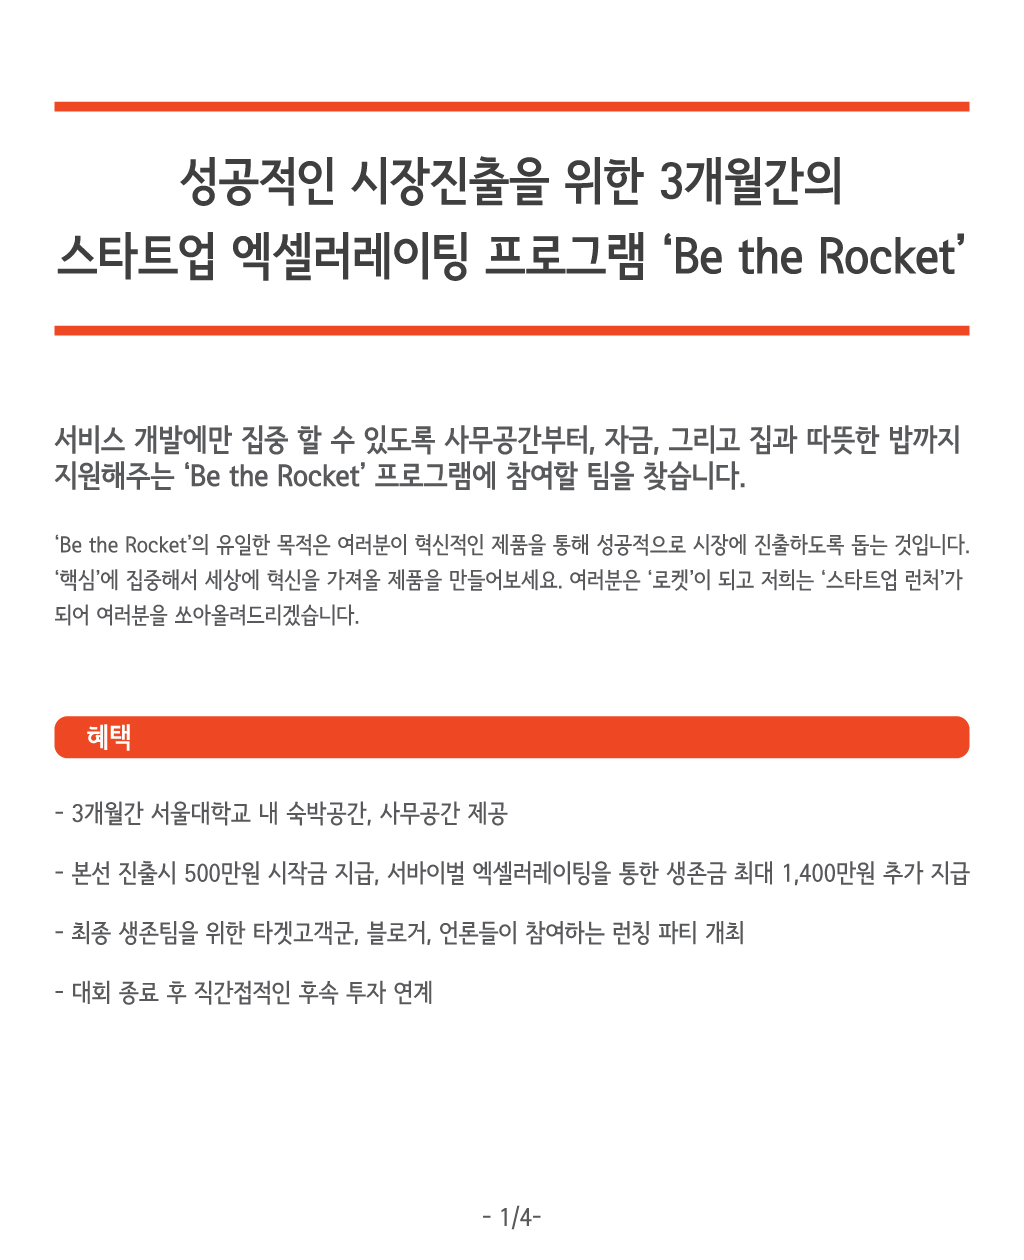 성공적인 시장진출을 위한 3개월간의
스타트업 엑셀러레이팅 프로그램 ‘Be the Rocket’
서비스 개발에만 집중 할 수 있도록 사무공간부터, 자금, 그리고 집과 따뜻한 밥까지
지원해주는 ‘Be the Rocket’ 프로그램에 참여할 팀을 찾습니다.
‘Be the Rocket’의 유일한 목적은 여러분이 혁신적인 제품을 통해 성공적으로 시장에 진출하도록 돕는 것입니다.
‘핵심’에 집중해서 세상에 혁신을 가져올 제품을 만들어보세요. 여러분은 ‘로켓’이 되고 저희는 ‘스타트업 런처’가
되어 여러분을 쏘아올려드리겠습니다.
혜택
- 3개월간 서울대학교 내 숙박공간, 사무공간 제공
- 본선 진출시 500만원 시작금 지급, 서바이벌 엑셀러레이팅을 통한 생존금 최대 1,400만원 추가 지급
- 최종 생존팀을 위한 타겟고객군, 블로거, 언론들이 참여하는 런칭 파티 개최
- 대회 종료 후 직간접적인 후속 투자 연계
- 1/4-